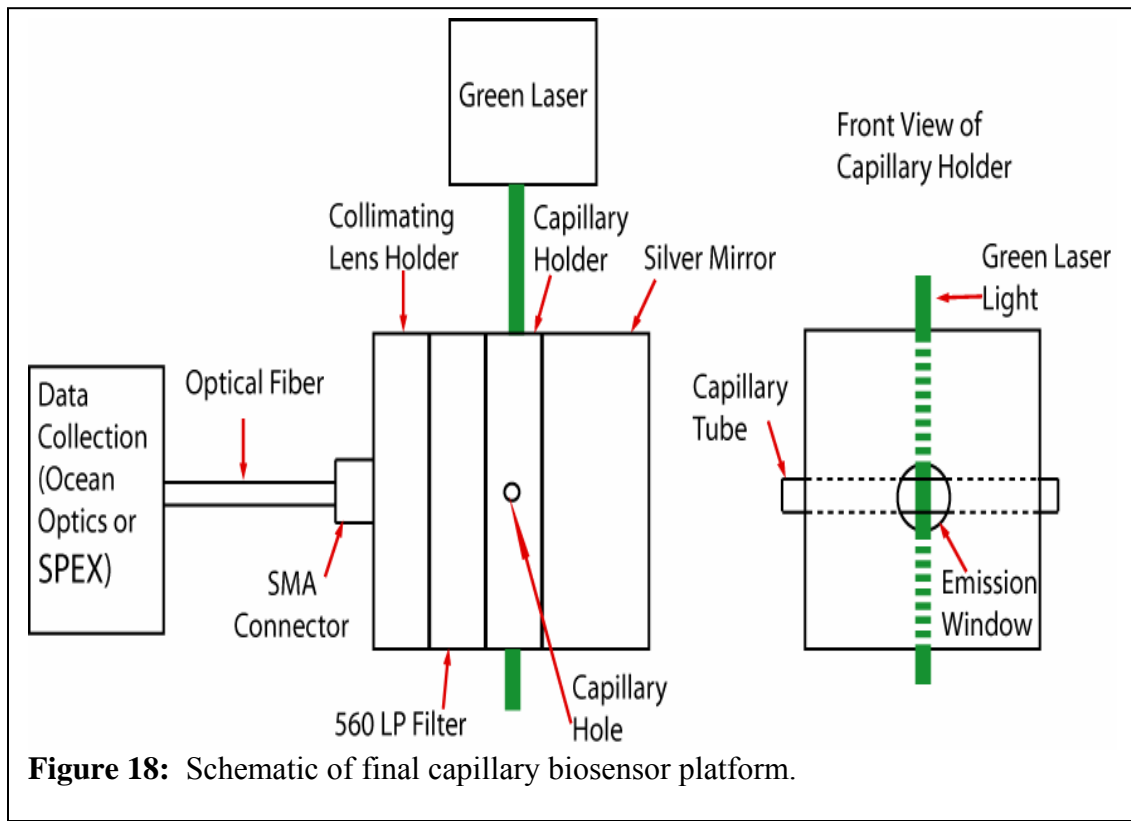 Green Laser
Front View of
Capillary Holder
Collimating
Lens Holder
Capillary
Holder
Silver Mirror
Green Laser
Light
Data
Collection
(Ocean
Optics or
SPEX)
Optical Fiber
Capillary
Tube
SMA
Connector
Emission
Window
560 LP Filter
Capillary
Hole
Figure 18: Schematic of final capillary biosensor platform.